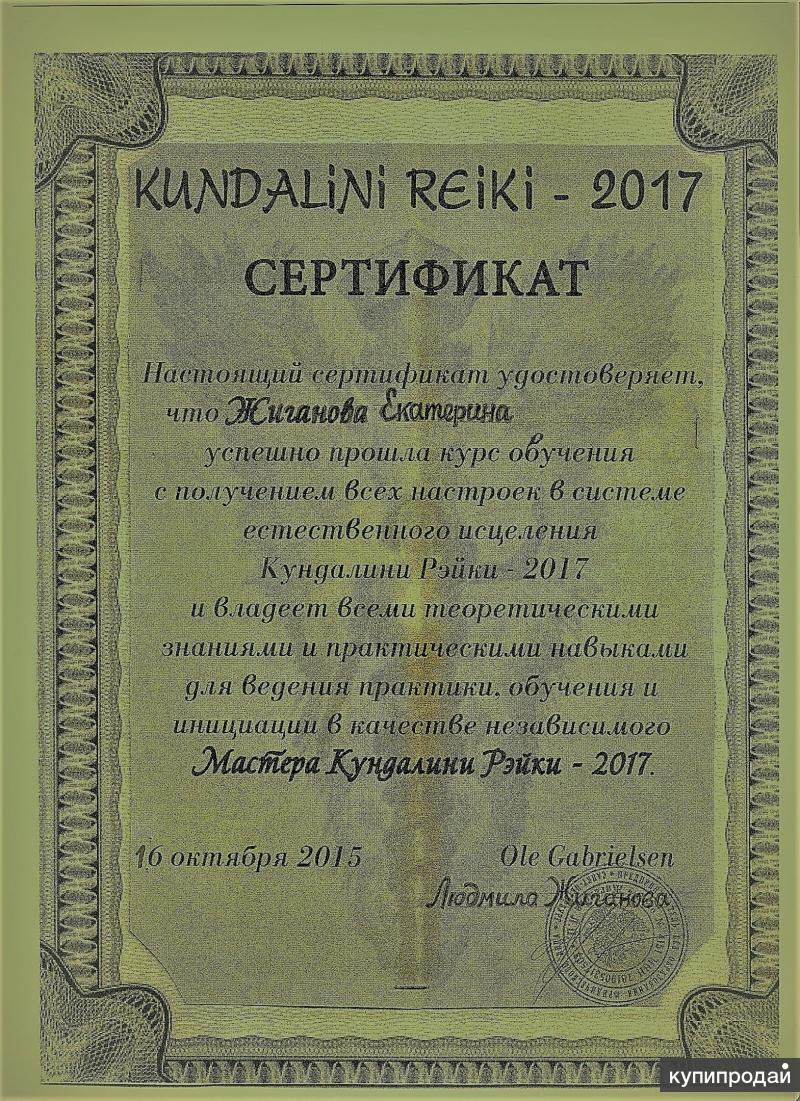 KUNDALINI REIKI - 2017
СЕРТИФИКАТ
Настоящий сертификат удостоверяет,
что Жиганова Екатерина
успешно прошла курс обучения
с получением всех настроек в системе
естественного исцеления
Кундалини Рэйки - 2017
и владеет всеми теоретическими
знаниями и практическими навыками
для ведения практики, обучения и
инициации в качестве независимого
Мастера Кундалини Рэйки - 2017.
16 октября 2015 Ole Gabrielsen
Людмила Жиганова
купипродай